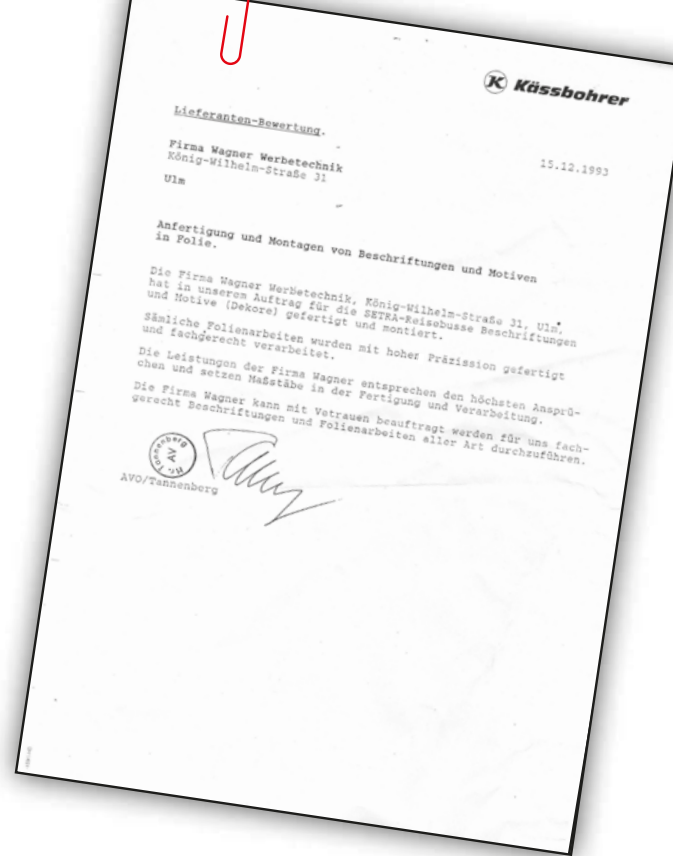 Kässbohrer
Lieferanten-Bewertung.
15.12.1993
Firma Wagner Werbetechnik
König-Wilhelm-Straße 31
Ulm
Anfertigung und Montagen von Beschriftungen und Motiven
in Folie.
Die Firma Wagner Werbetechnik, König-Wilhelm-Straße 31, Ulm,
hat in unserem Auftrag für die SETRA-Reisebusse Beschriftungen
und Motive (Dekore) gefertigt und montiert.
Sämliche Folienarbeiten wurden mit hoher Präzission gefertigt
und fachgerecht verarbeitet.
Die Leistungen der Firma Wagner entsprechen den höchsten Ansprü-
chen und setzen Maßstäbe in der Fertigung und Verarbeitung.
Die Firma Wagner kann mit Vetrauen beauftragt werden für uns fach-
gerecht Beschriftungen und Folienarbeiten aller Art durchzuführen.
Hr. Tannenberg
AV
AVO/Tannenberg